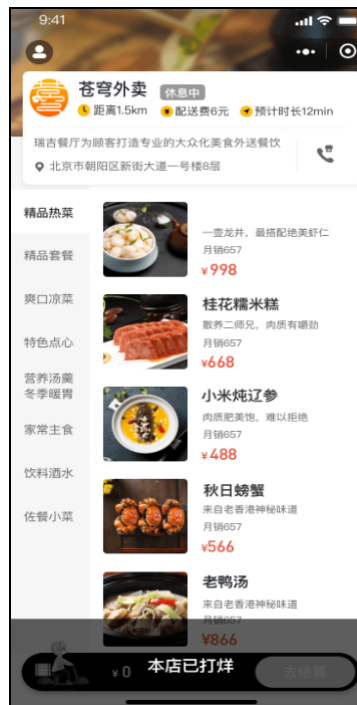 9:41
苍穹外卖 休息中
距离1.5km 配送费6元 预计时长12min
瑞吉餐厅为顾客打造专业的大众化美食外送餐饮
北京市朝阳区新街大道一号楼8层
精品热菜
精品套餐
爽口凉菜
特色点心
营养汤羹
冬季暖胃
家常主食
饮料酒水
佐餐小菜
一壶龙井，最搭配绝美虾仁
月销657
¥998
桂花糯米糕
散养二师兄，肉质有嚼劲
月销657
¥668
小米炖辽参
肉质肥美饱，难以拒绝
月销657
¥488
秋日螃蟹
来自老香港神秘味道
月销657
¥566
老鸭汤
来自老香港神秘味道
月销657
¥866
¥0 本店已打烊 去结算